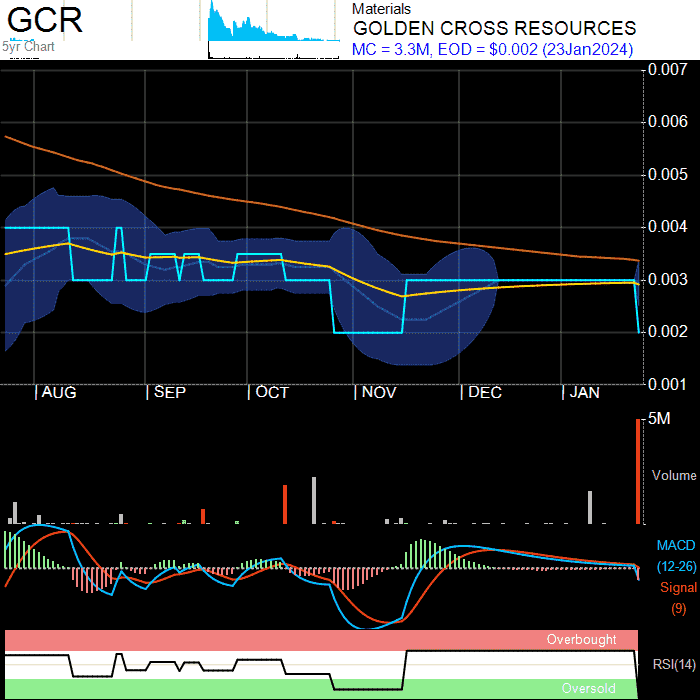 GCR
5yr Chart
Materials
GOLDEN CROSS RESOURCES
MC = 3.3M, EOD = $0.002 (23Jan2024)
0.007
0.006
0.005
0.004
0.003
0.002
0.001
AUG SEP OCT NOV DEC JAN
5M
Volume
MACD
(12-26)
Signal
(9)
Overbought
RSI(14)
Oversold